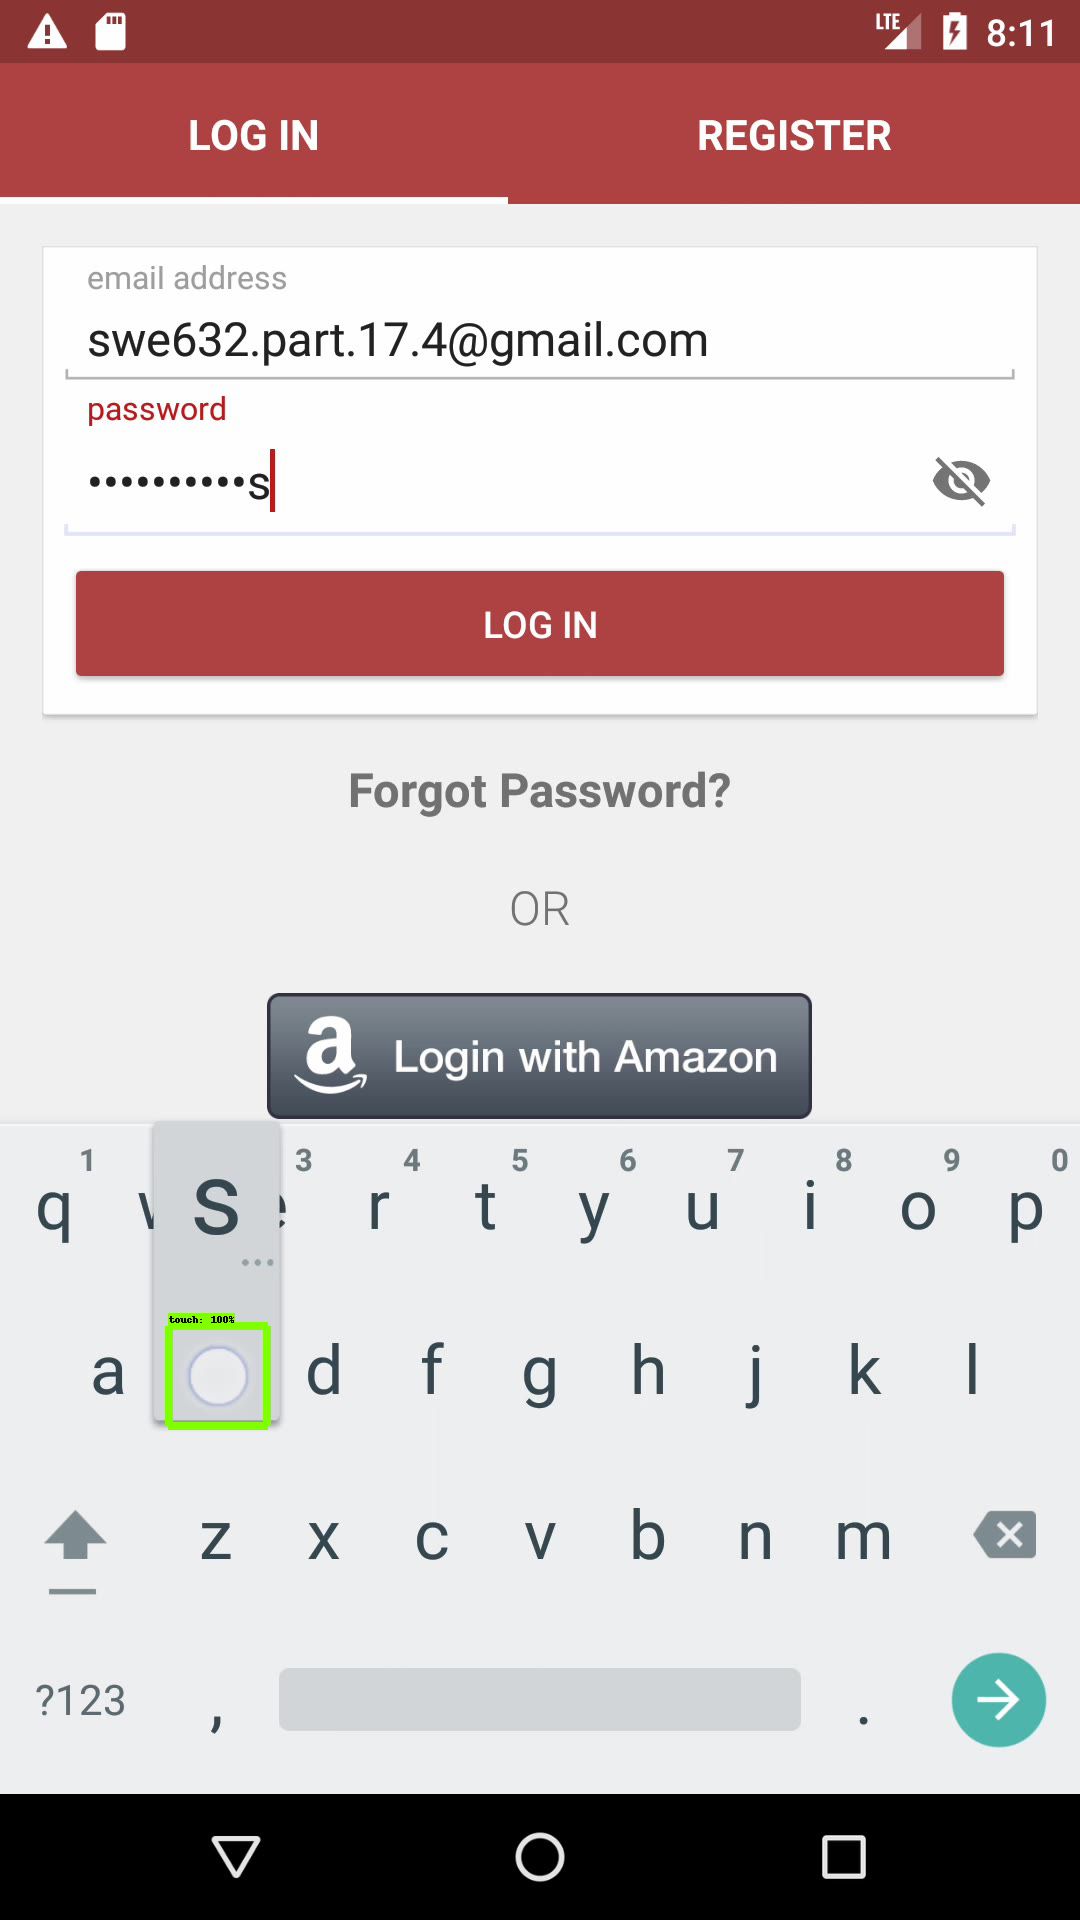 LTE 8:11
LOG IN REGISTER
email address
swe632.part.17.4@gmail.com
password
••••••••••s
LOG IN
Forgot Password?
OR
a Login with Amazon
1 3 4 5 6 7 8 9 0
q w s e r t y u i o p
...
touch: 100%
a d f g h j k l
z x c v b n m
?123 , .